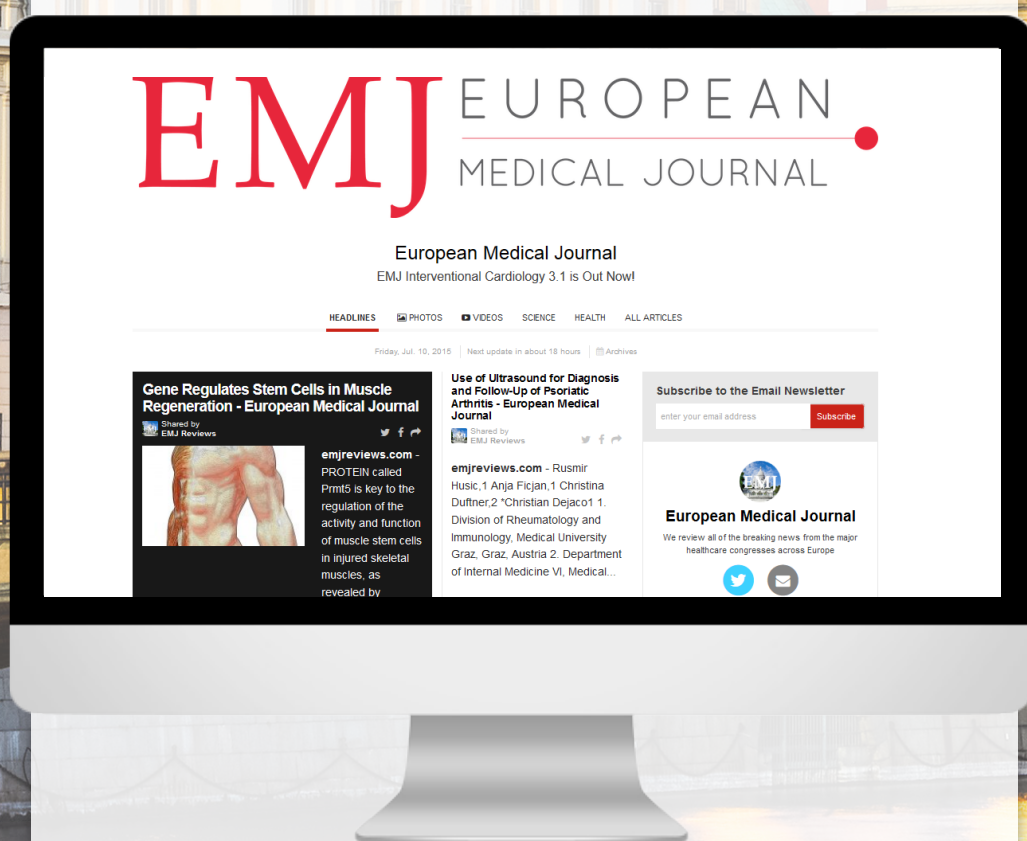 EMJ
EUROPEAN
MEDICAL JOURNAL
European Medical Journal
EMJ Interventional Cardiology 3.1 is Out Now!
HEADLINES PHOTOS VIDEOS SCIENCE HEALTH ALL ARTICLES
Friday, Jul. 10, 2015 Next update in about 18 hours Archives
Gene Regulates Stem Cells in Muscle
Regeneration - European Medical Journal
Shared by
EMJ Reviews
emjreviews.com -
PROTEIN called
Prmt5 is key to the
regulation of the
activity and function
of muscle stem cells
in injured skeletal
muscles, as
revealed by
Use of Ultrasound for Diagnosis
and Follow-Up of Psoriatic
Arthritis - European Medical
Journal
Shared by
EMJ Reviews
emjreviews.com - Rusmir
Husic,1 Anja Ficjan,1 Christina
Duftner,2 *Christian Dejaco1 1.
Division of Rheumatology and
Immunology, Medical University
Graz, Graz, Austria 2. Department
of Internal Medicine VI, Medical...
Subscribe to the Email Newsletter
enter your email address Subscribe
EMJ
European Medical Journal
We review all of the breaking news from the major
healthcare congresses across Europe